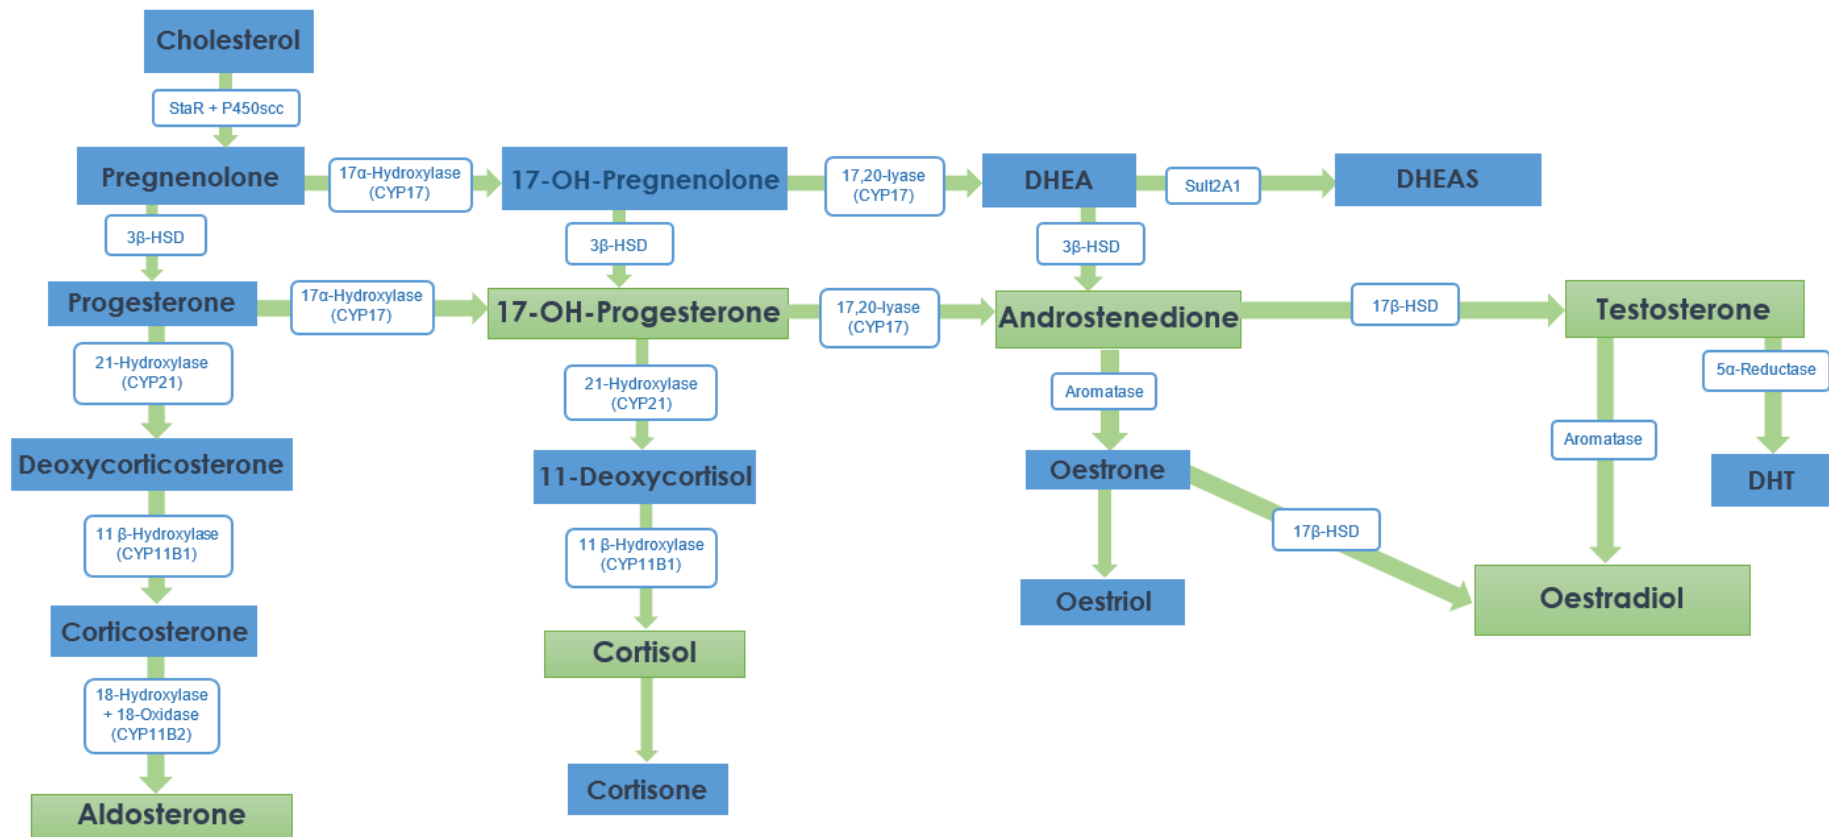 Cholesterol
StaR + P450scc
Pregnenolone
17α-Hydroxylase
(CYP17)
17-OH-Pregnenolone
17,20-lyase
(CYP17)
DHEA
Sult2A1
DHEAS
3β-HSD
3β-HSD
3β-HSD
Progesterone
17α-Hydroxylase
(CYP17)
17-OH-Progesterone
17,20-lyase
(CYP17)
Androstenedione
17β-HSD
Testosterone
21-Hydroxylase
(CYP21)
21-Hydroxylase
(CYP21)
Aromatase
5α-Reductase
Aromatase
Deoxycorticosterone
11-Deoxycortisol
Oestrone
DHT
11 β-Hydroxylase
(CYP11B1)
11 β-Hydroxylase
(CYP11B1)
17β-HSD
Corticosterone
Cortisol
Oestriol
Oestradiol
18-Hydroxylase
+ 18-Oxidase
(CYP11B2)
Aldosterone
Cortisone